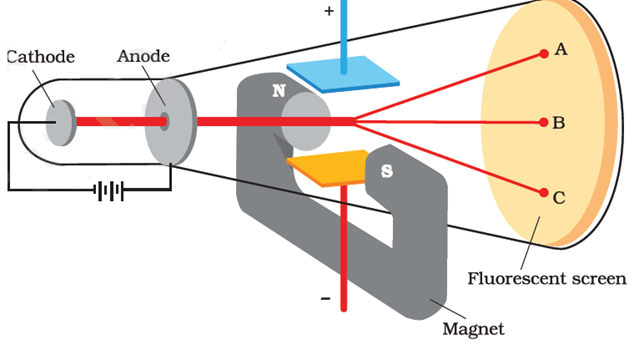 +
Cathode
Anode
N
A
B
S
C
–
Fluorescent screen
Magnet